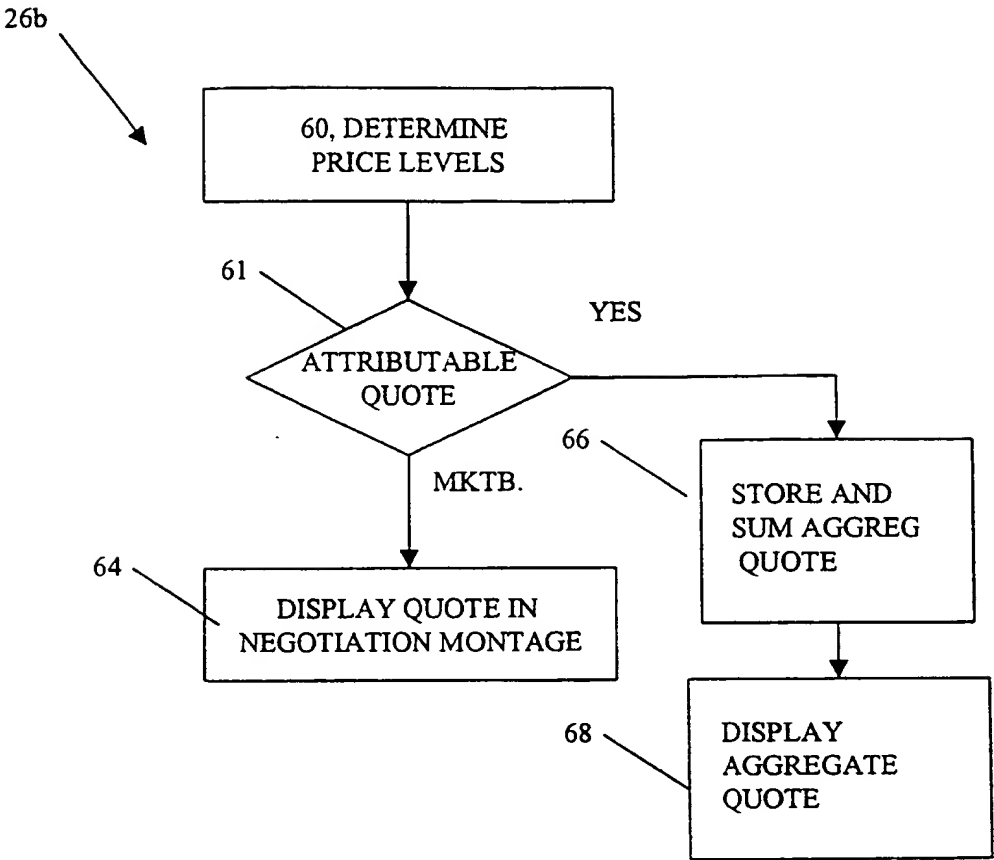 26b
60, DETERMINE
PRICE LEVELS
61
YES
ATTRIBUTABLE
QUOTE
66
MKTB.
STORE AND
SUM AGGREG
QUOTE
64
DISPLAY QUOTE IN
NEGOTIATION MONTAGE
68
DISPLAY
AGGREGATE
QUOTE